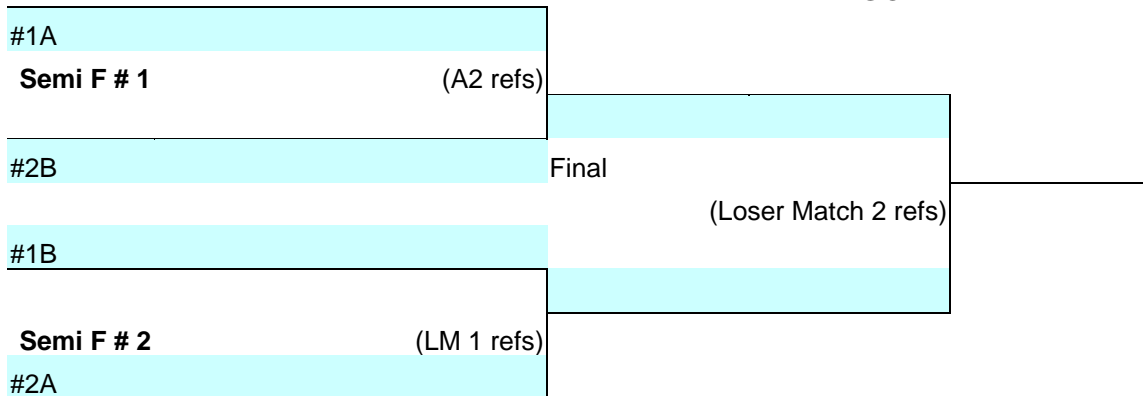 #1A
Semi F # 1 (A2 refs)
#2B Final
(Loser Match 2 refs)
#1B
Semi F # 2 (LM 1 refs)
#2A